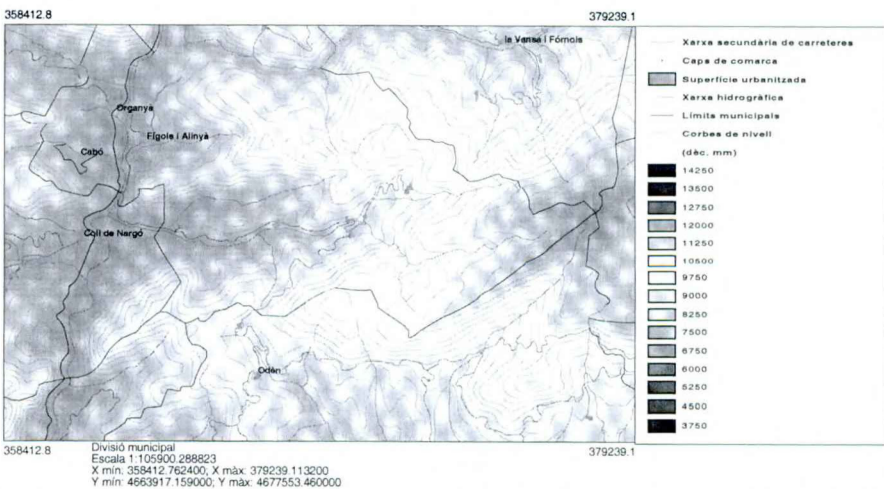 358412.8
379239.1
la Vansa i Fórnols
Organyà
Fígols i Alinyà
Cabó
Coll de Nargó
Odèn
Xarxa secundària de carreteres
Caps de comarca
Superfície urbanitzada
Xarxa hidrogràfica
Límits municipals
Corbes de nivell
(dèc. mm)
14250
13500
12750
12000
11250
10500
9750
9000
8250
7500
6750
6000
5250
4500
3750
358412.8
379239.1
Divisió municipal
Escala 1:105900.288823
X mín: 358412.762400; X màx: 379239.113200
Y mín: 4663917.159000; Y màx: 4677553.460000